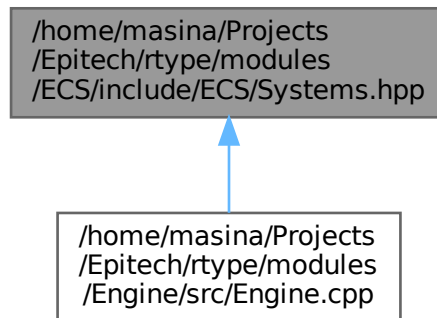 /home/masina/Projects
/Epitech/rtype/modules
/ECS/include/ECS/Systems.hpp
/home/masina/Projects
/Epitech/rtype/modules
/Engine/src/Engine.cpp